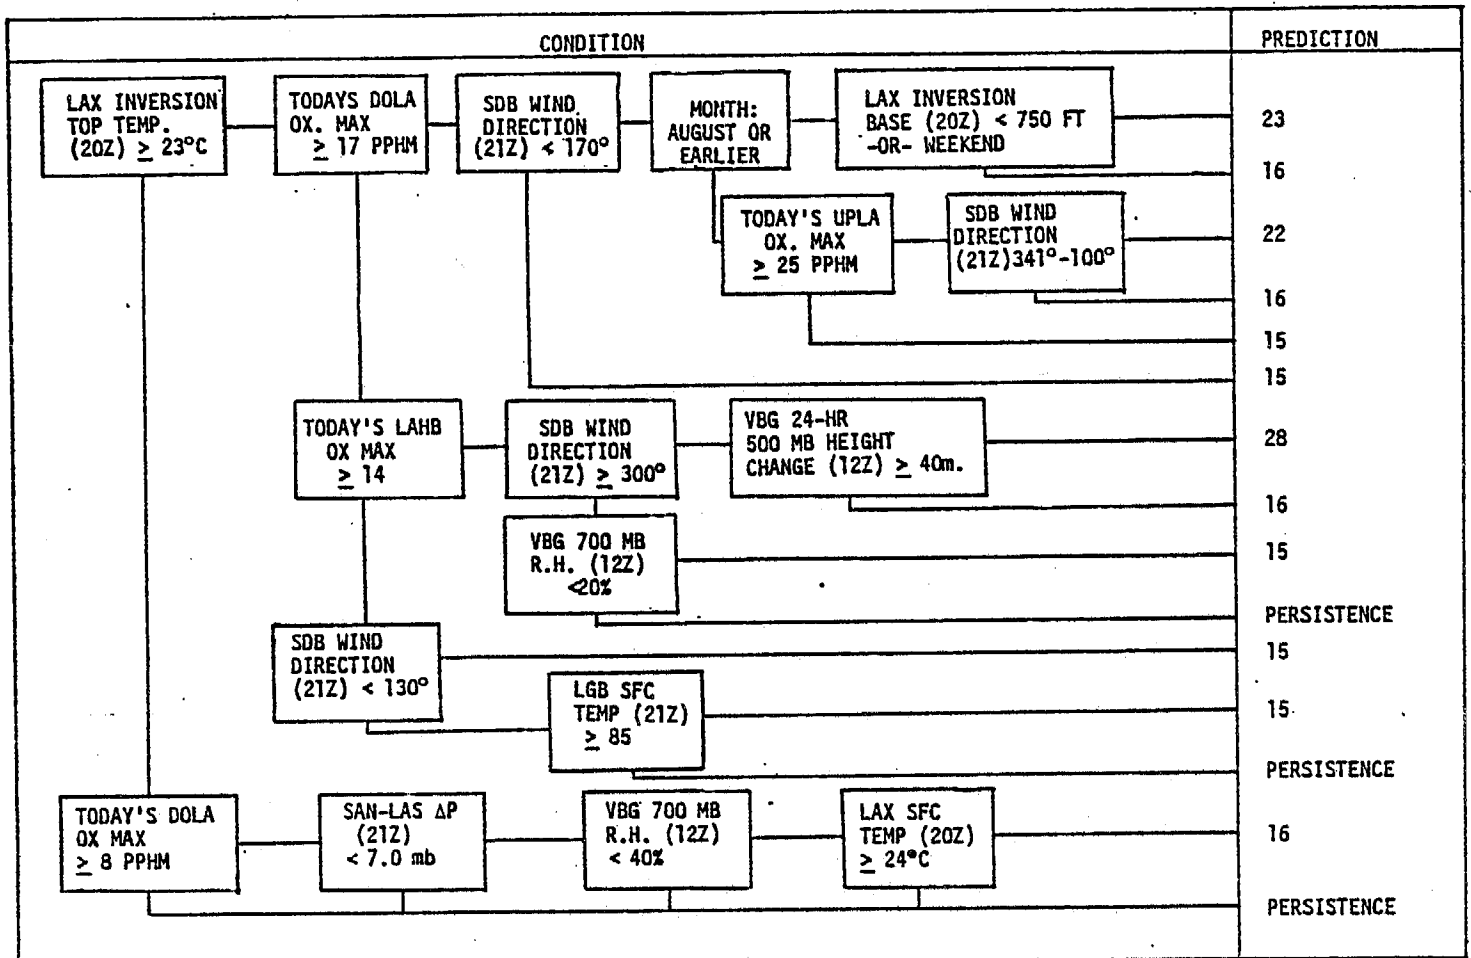 CONDITION
PREDICTION
LAX INVERSION
TOP TEMP.
(20Z) ≥ 23°C
TODAYS DOLA
OX. MAX
≥ 17 PPHM
SDB WIND
DIRECTION
(21Z) < 170°
MONTH:
AUGUST OR
EARLIER
LAX INVERSION
BASE (20Z) < 750 FT
-OR- WEEKEND
23
16
TODAY'S UPLA
OX. MAX
≥ 25 PPHM
SDB WIND
DIRECTION
(21Z)341°-100°
22
16
15
15
TODAY'S LAHB
OX MAX
≥ 14
SDB WIND
DIRECTION
(21Z) ≥ 300°
VBG 24-HR
500 MB HEIGHT
CHANGE (12Z) ≥ 40m.
28
16
VBG 700 MB
R.H. (12Z)
<20%
15
PERSISTENCE
SDB WIND
DIRECTION
(21Z) < 130°
15
LGB SFC
TEMP (21Z)
≥ 85
15
PERSISTENCE
TODAY'S DOLA
OX MAX
≥ 8 PPHM
SAN-LAS ΔP
(21Z)
< 7.0 mb
VBG 700 MB
R.H. (12Z)
< 40%
LAX SFC
TEMP (20Z)
≥ 24°C
16
PERSISTENCE